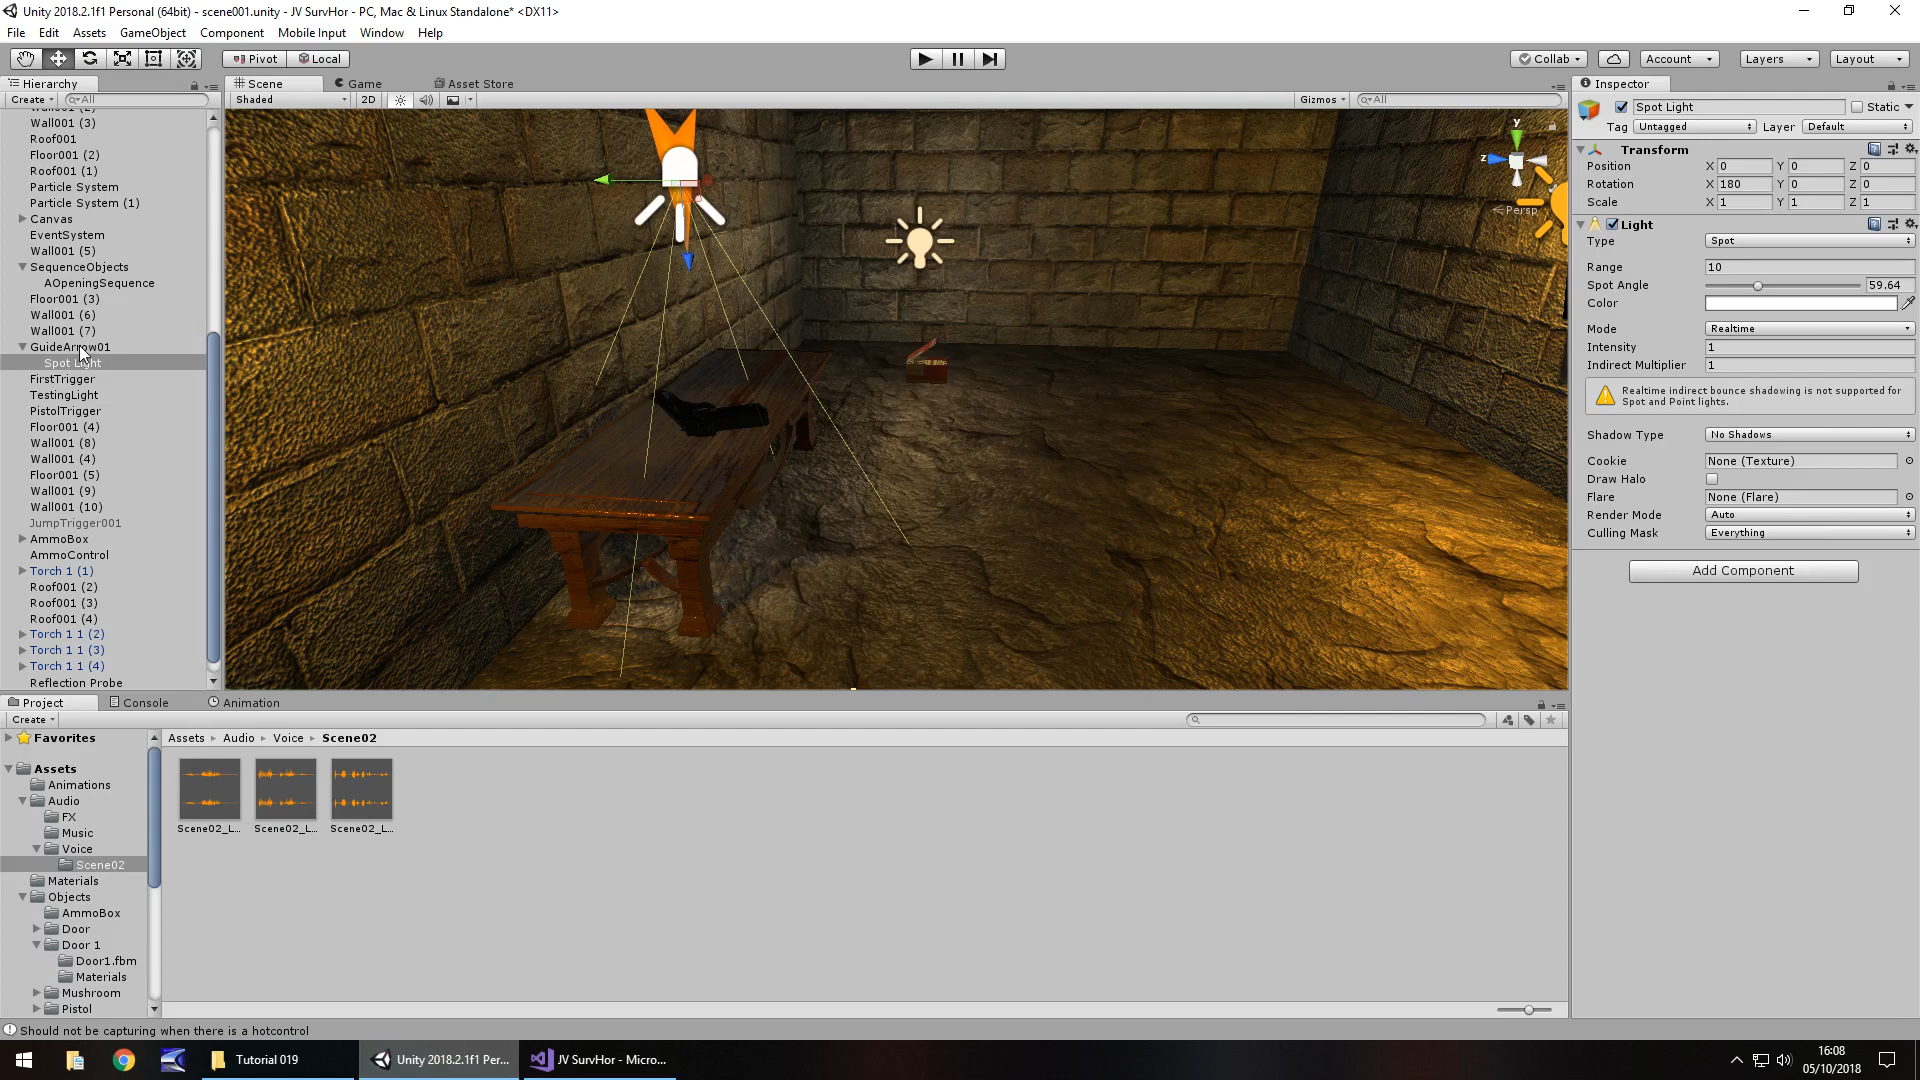 Unity 2018.2.1f1 Personal (64bit) - scene001.unity - JV SurvHor - PC, Mac & Linux Standalone* <DX11>
File Edit Assets GameObject Component Mobile Input Window Help
Pivot Local Collab Account Layers Layout
Hierarchy Scene Game Asset Store Inspector
Create All Shaded 2D Gizmos All
Spot Light Static
Tag Untagged Layer Default
Wall001 (2)
Wall001 (3)
Roof001
Floor001 (2)
Roof001 (1)
Particle System
Particle System (1)
Canvas
EventSystem
Wall001 (5)
SequenceObjects
AOpeningSequence
Floor001 (3)
Wall001 (6)
Wall001 (7)
GuideArrow01
Spot Light
FirstTrigger
TestingLight
PistolTrigger
Floor001 (4)
Wall001 (8)
Wall001 (4)
Floor001 (5)
Wall001 (9)
Wall001 (10)
JumpTrigger001
AmmoBox
AmmoControl
Torch 1 (1)
Roof001 (2)
Roof001 (3)
Roof001 (4)
Torch 1 1 (2)
Torch 1 1 (3)
Torch 1 1 (4)
Reflection Probe
y
z
Persp
Transform
Position X 0 Y 0 Z 0
Rotation X 180 Y 0 Z 0
Scale X 1 Y 1 Z 1
Light
Type Spot
Range 10
Spot Angle 59.64
Color
Mode Realtime
Intensity 1
Indirect Multiplier 1
Realtime indirect bounce shadowing is not supported for
Spot and Point lights.
Shadow Type No Shadows
Cookie None (Texture)
Draw Halo
Flare None (Flare)
Render Mode Auto
Culling Mask Everything
Add Component
Project Console Animation
Create
Favorites
Assets
Animations
Audio
FX
Music
Voice
Scene02
Materials
Objects
AmmoBox
Door
Door 1
Door1.fbm
Materials
Mushroom
Pistol
Assets Audio Voice Scene02
Scene02_L... Scene02_L... Scene02_L...
Should not be capturing when there is a hotcontrol
Tutorial 019 Unity 2018.2.1f1 Per... JV SurvHor - Micro...
16:08
05/10/2018